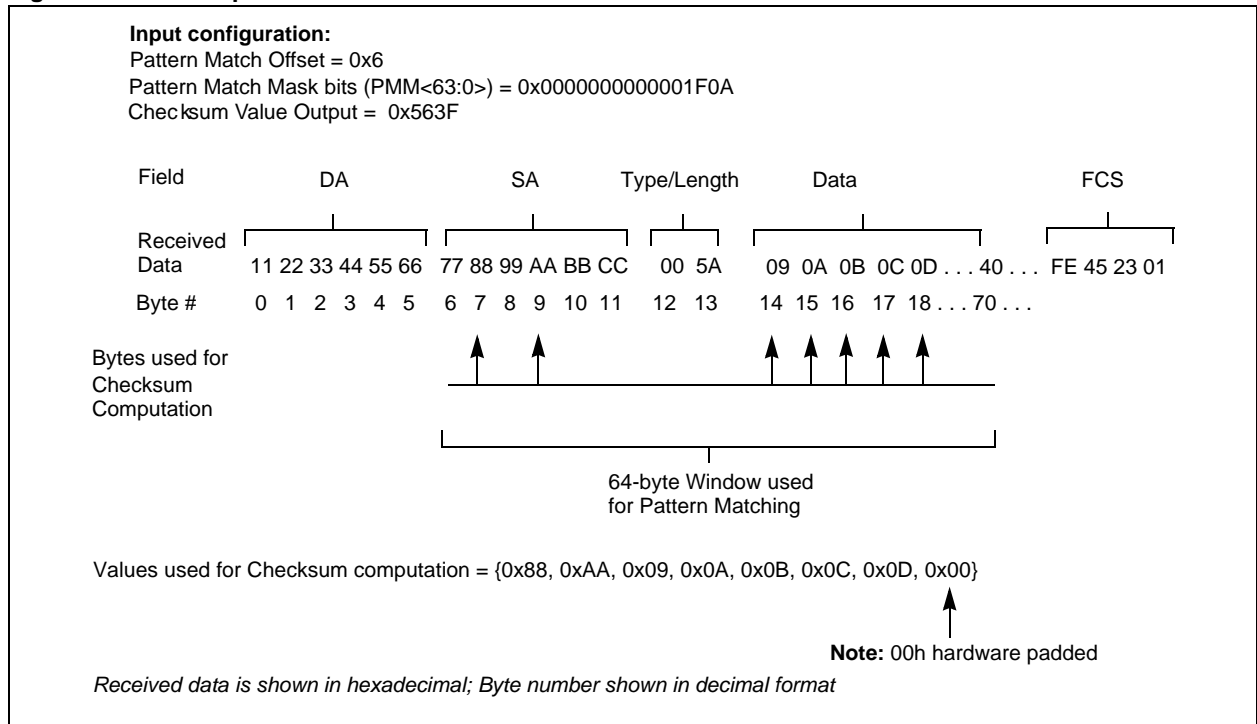 Input configuration:
Pattern Match Offset = 0x6
Pattern Match Mask bits (PMM<63:0>) = 0x0000000000001F0A
Checksum Value Output = 0x563F
Field DA SA Type/Length Data FCS
Received
Data 11 22 33 44 55 66 77 88 99 AA BB CC 00 5A 09 0A 0B 0C 0D . . . 40 . . . FE 45 23 01
Byte # 0 1 2 3 4 5 6 7 8 9 10 11 12 13 14 15 16 17 18 . . . 70 . . .
Bytes used for
Checksum
Computation
64-byte Window used
for Pattern Matching
Values used for Checksum computation = {0x88, 0xAA, 0x09, 0x0A, 0x0B, 0x0C, 0x0D, 0x00}
Note: 00h hardware padded
Received data is shown in hexadecimal; Byte number shown in decimal format